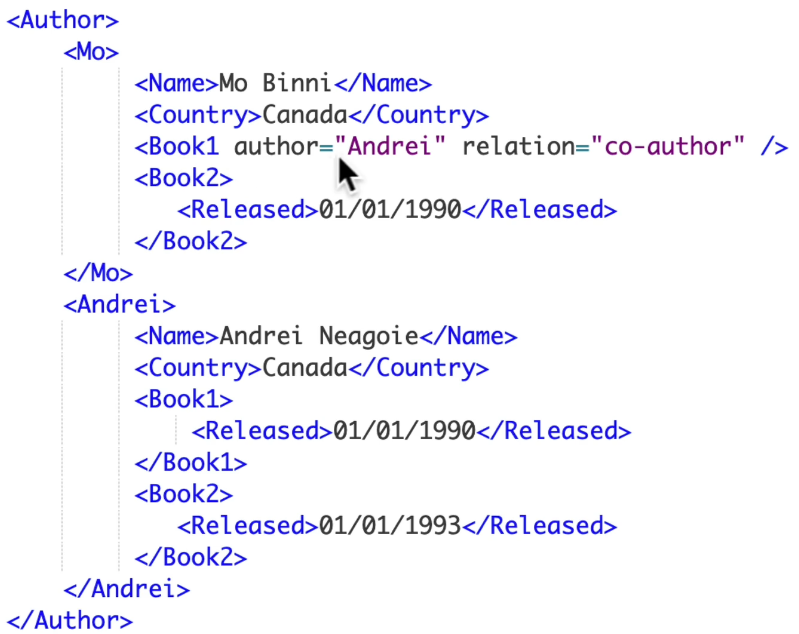 <Author>
<Mo>
<Name>Mo Binni</Name>
<Country>Canada</Country>
<Book1 author="Andrei" relation="co-author" />
<Book2>
<Released>01/01/1990</Released>
</Book2>
</Mo>
<Andrei>
<Name>Andrei Neagoie</Name>
<Country>Canada</Country>
<Book1>
<Released>01/01/1990</Released>
</Book1>
<Book2>
<Released>01/01/1993</Released>
</Book2>
</Andrei>
</Author>